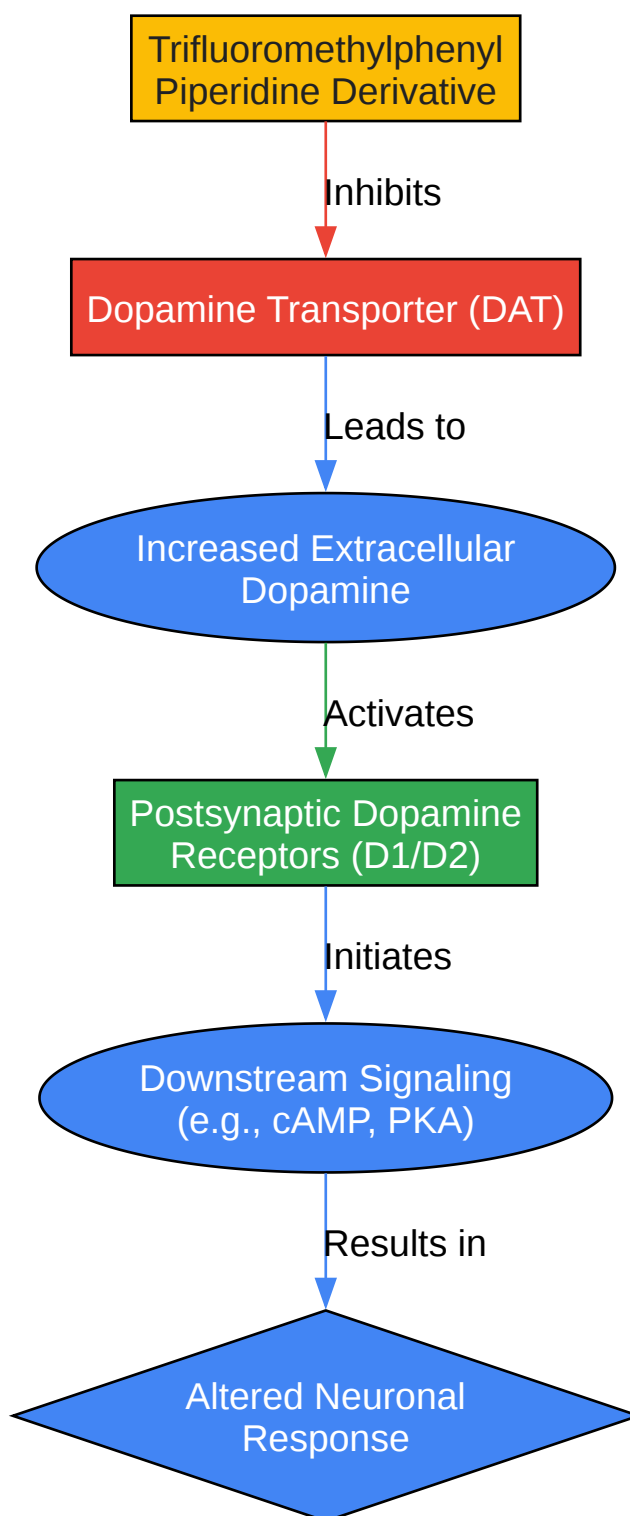 Trifluoromethylphenyl
Piperidine Derivative
Inhibits
Dopamine Transporter (DAT)
Leads to
Increased Extracellular
Dopamine
Activates
Postsynaptic Dopamine
Receptors (D1/D2)
Initiates
Downstream Signaling
(e.g., cAMP, PKA)
Results in
Altered Neuronal
Response